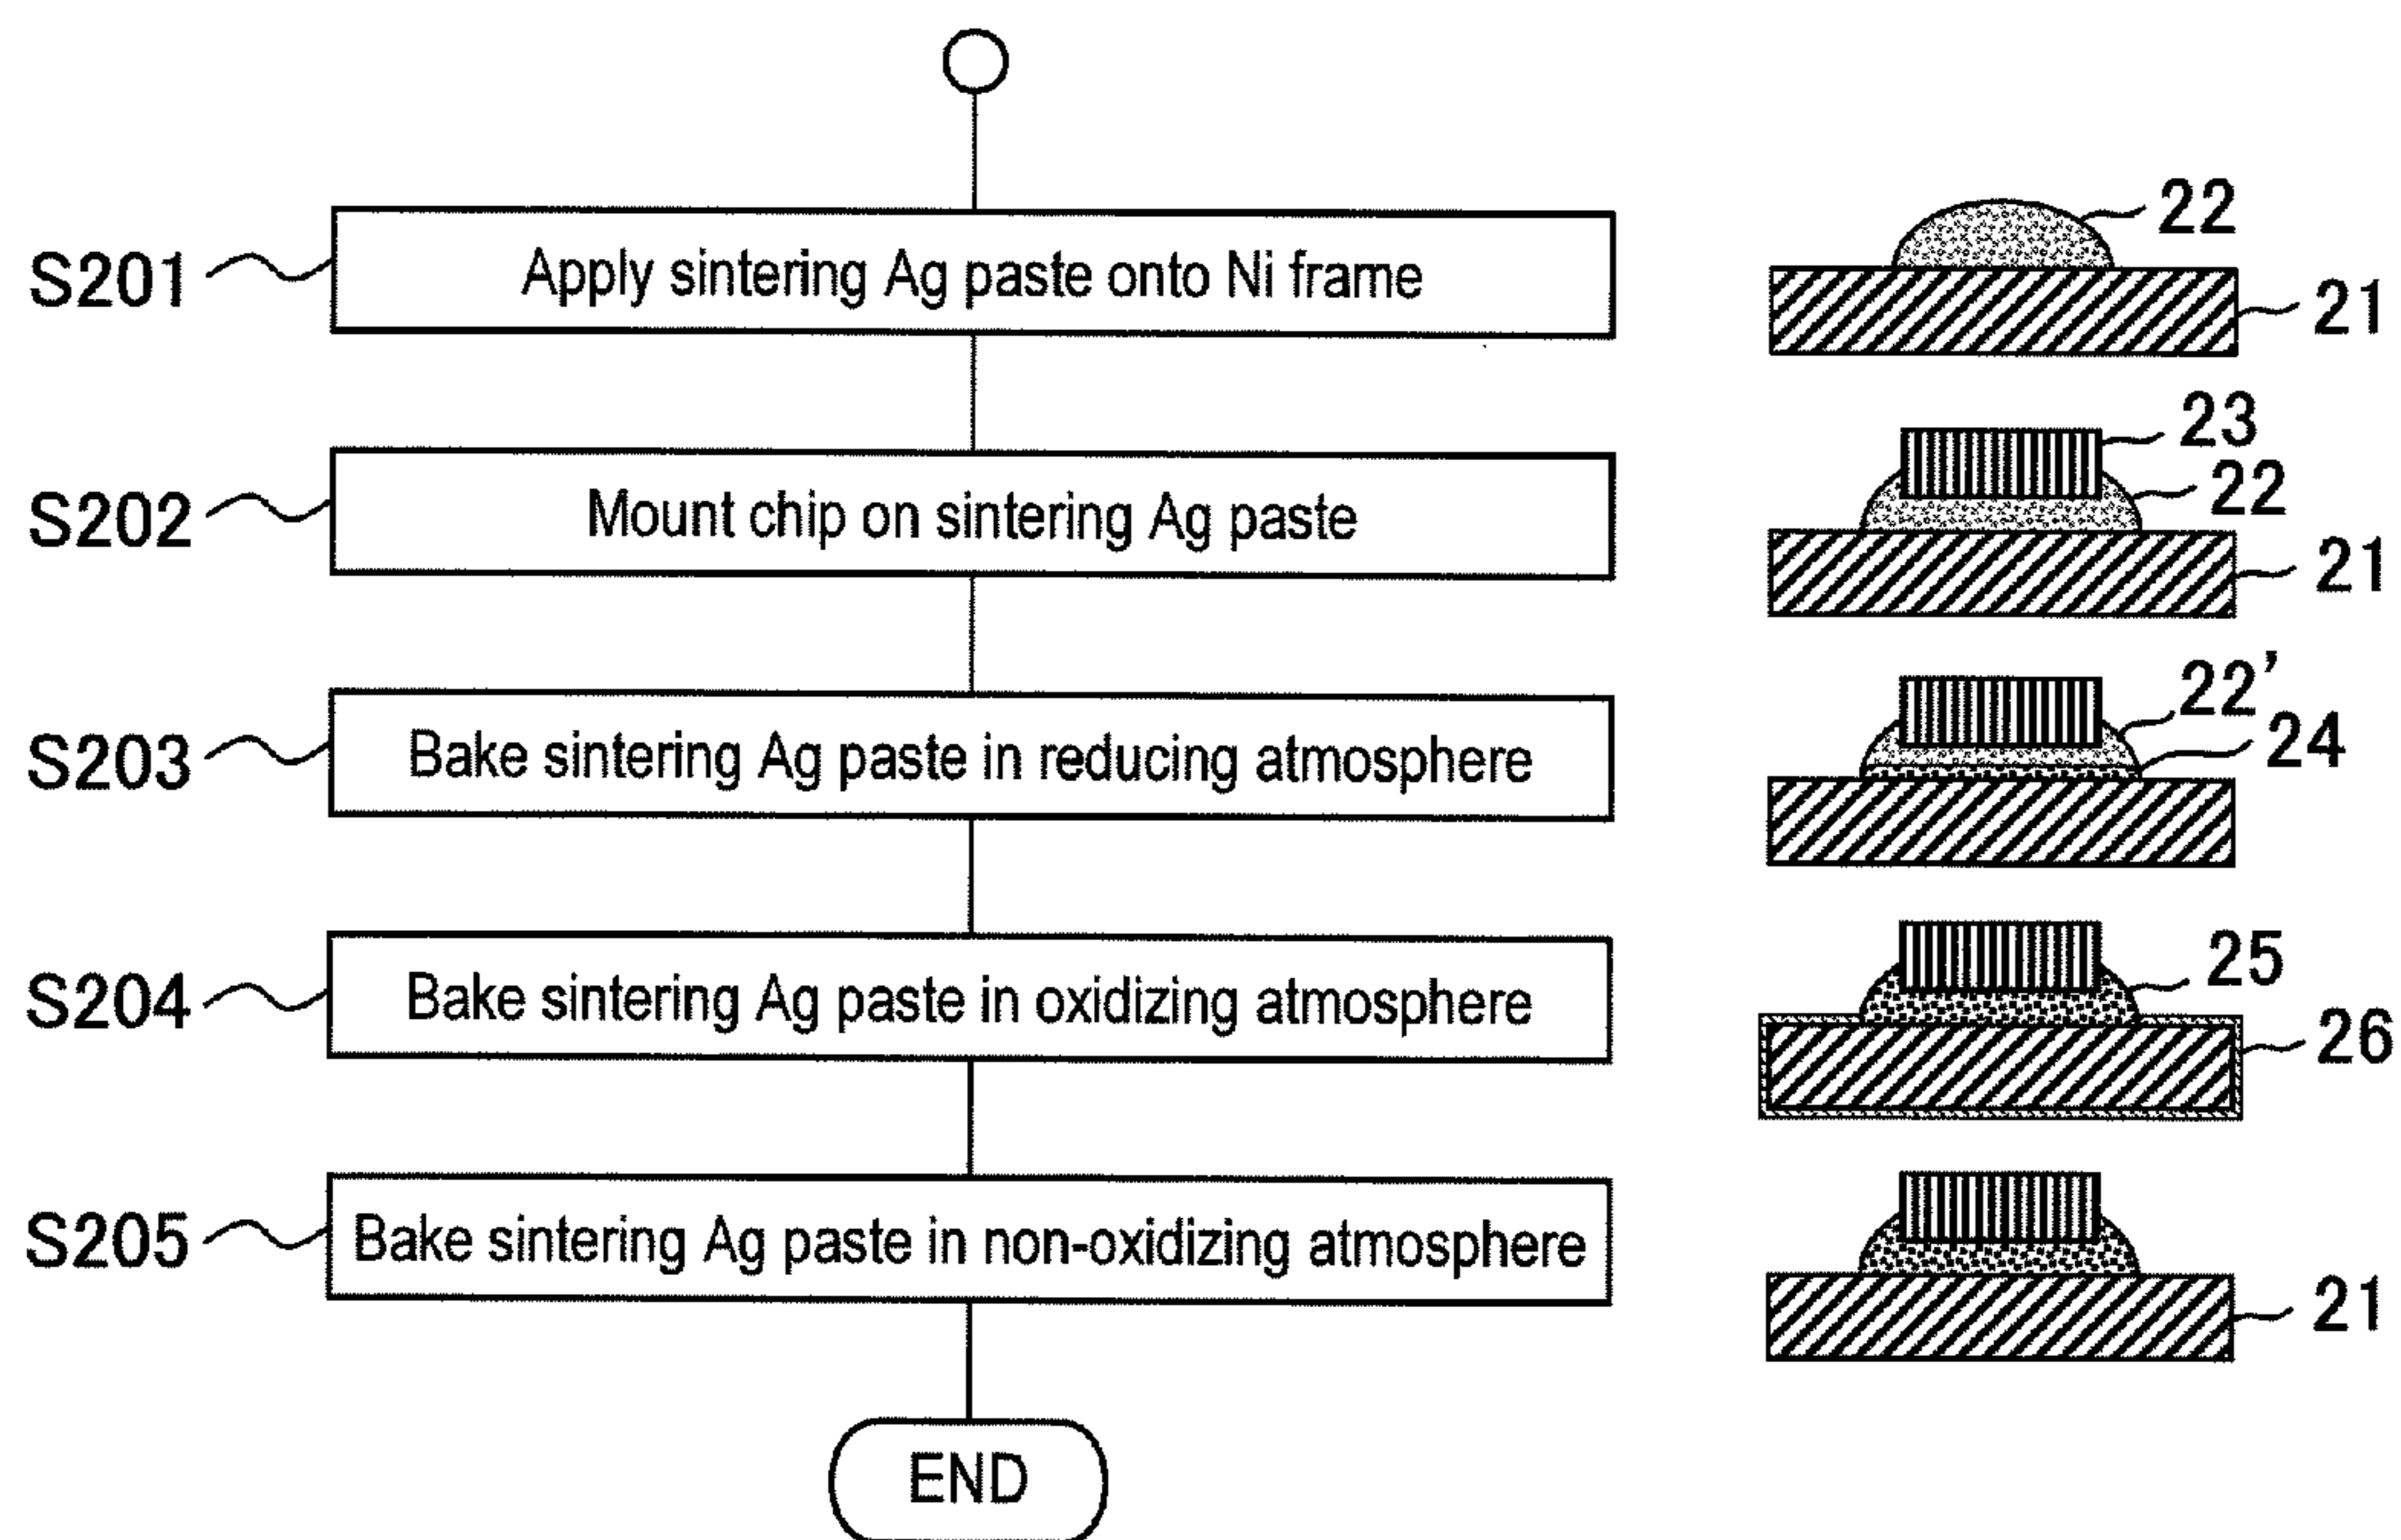 S201
Apply sintering Ag paste onto Ni frame
22
21
S202
Mount chip on sintering Ag paste
23
22
21
S203
Bake sintering Ag paste in reducing atmosphere
22’
24
S204
Bake sintering Ag paste in oxidizing atmosphere
25
26
S205
Bake sintering Ag paste in non-oxidizing atmosphere
21
END